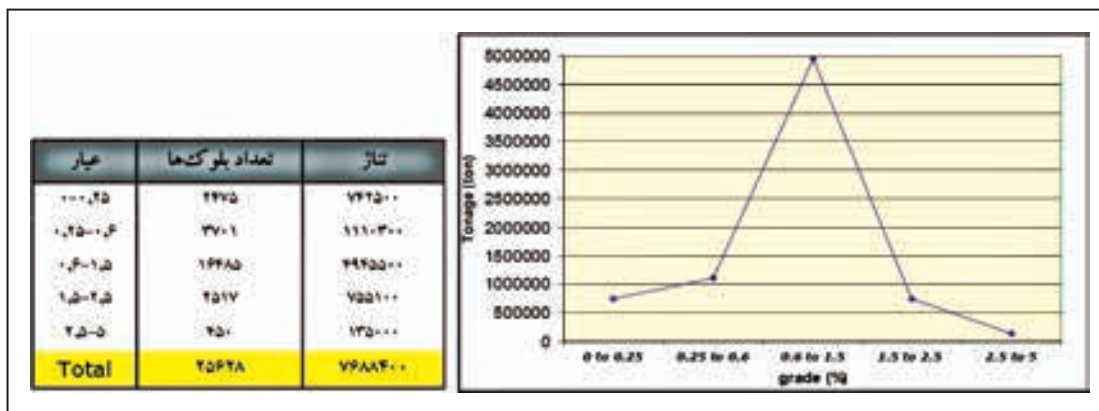 عیار تعداد بلوک‌ها تناژ
۰-۰,۲۵ ۲۴۷۵ ۷۴۲۵۰۰
۰,۲۵-۰,۶ ۳۷۰۱ ۱۱۱۰۳۰۰
۰,۶-۱,۵ ۱۶۴۸۵ ۴۹۴۵۵۰۰
۱,۵-۲,۵ ۲۵۱۷ ۷۵۵۱۰۰
۲,۵-۵ ۴۵۰ ۱۳۵۰۰۰
Total ۲۵۶۲۸ ۷۶۸۸۴۰۰
Tonage (ton)
5000000
4500000
4000000
3500000
3000000
2500000
2000000
1500000
1000000
500000
0
0 to 0.25 0.25 to 0.6 0.6 to 1.5 1.5 to 2.5 2.5 to 5
grade (%)